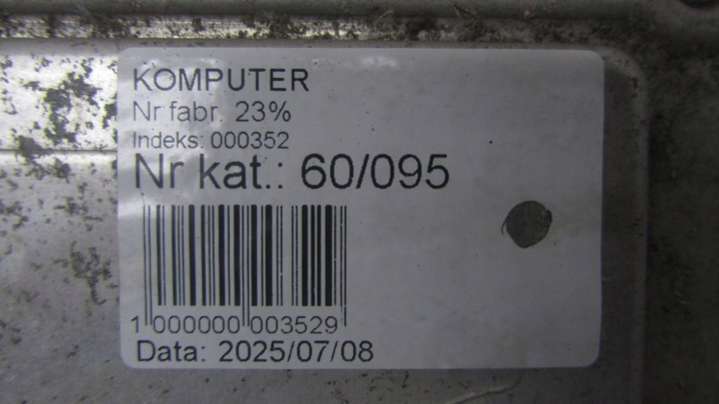 KOMPUTER
Nr fabr. 23%
Indeks: 000352
Nr kat.: 60/095
1 000000 003529
Data: 2025/07/08